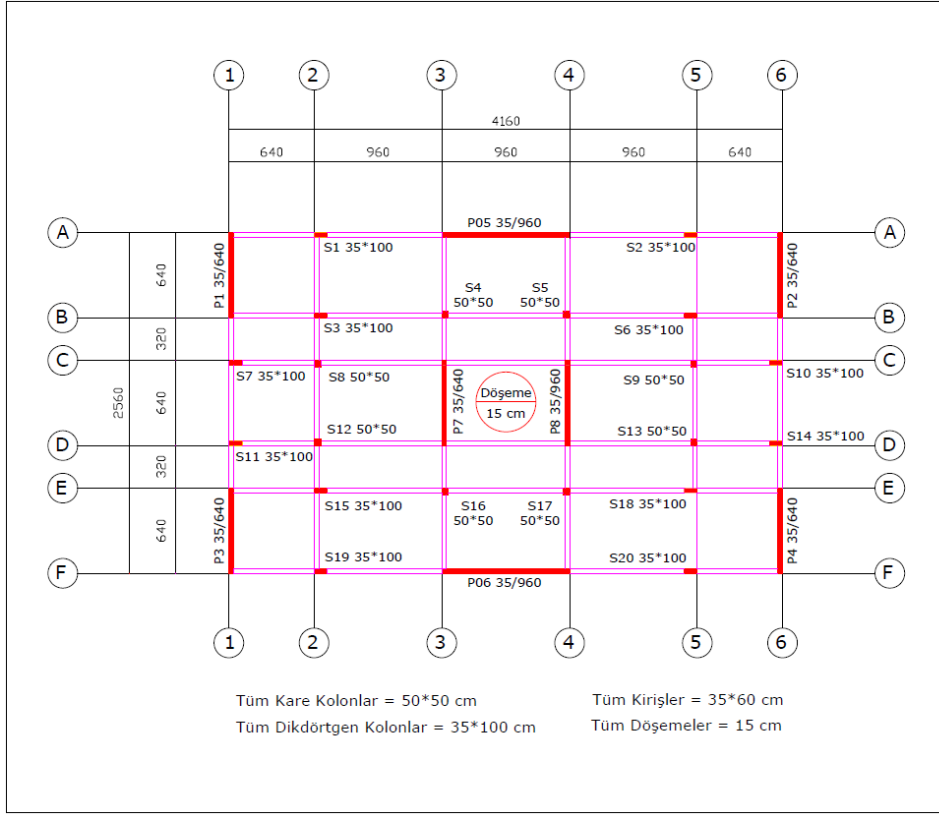 1 2 3 4 5 6
4160
640 960 960 960 640
A P05 35/960 A
S1 35*100 S2 35*100
P1 35/640 P2 35/640
640
S4 S5
50*50 50*50
B B
S3 35*100 S6 35*100
320
C C
S7 35*100 S8 50*50 S9 50*50 S10 35*100
P7 35/640 Döşeme P8 35/960
15 cm
2560 640
S12 50*50 S13 50*50 S14 35*100
D D
S11 35*100
320
E E
S15 35*100 S16 S17 S18 35*100
50*50 50*50
640
P3 35/640 P4 35/640
S19 35*100 S20 35*100
F F
P06 35/960
1 2 3 4 5 6
Tüm Kare Kolonlar = 50*50 cm Tüm Kirişler = 35*60 cm
Tüm Dikdörtgen Kolonlar = 35*100 cm Tüm Döşemeler = 15 cm